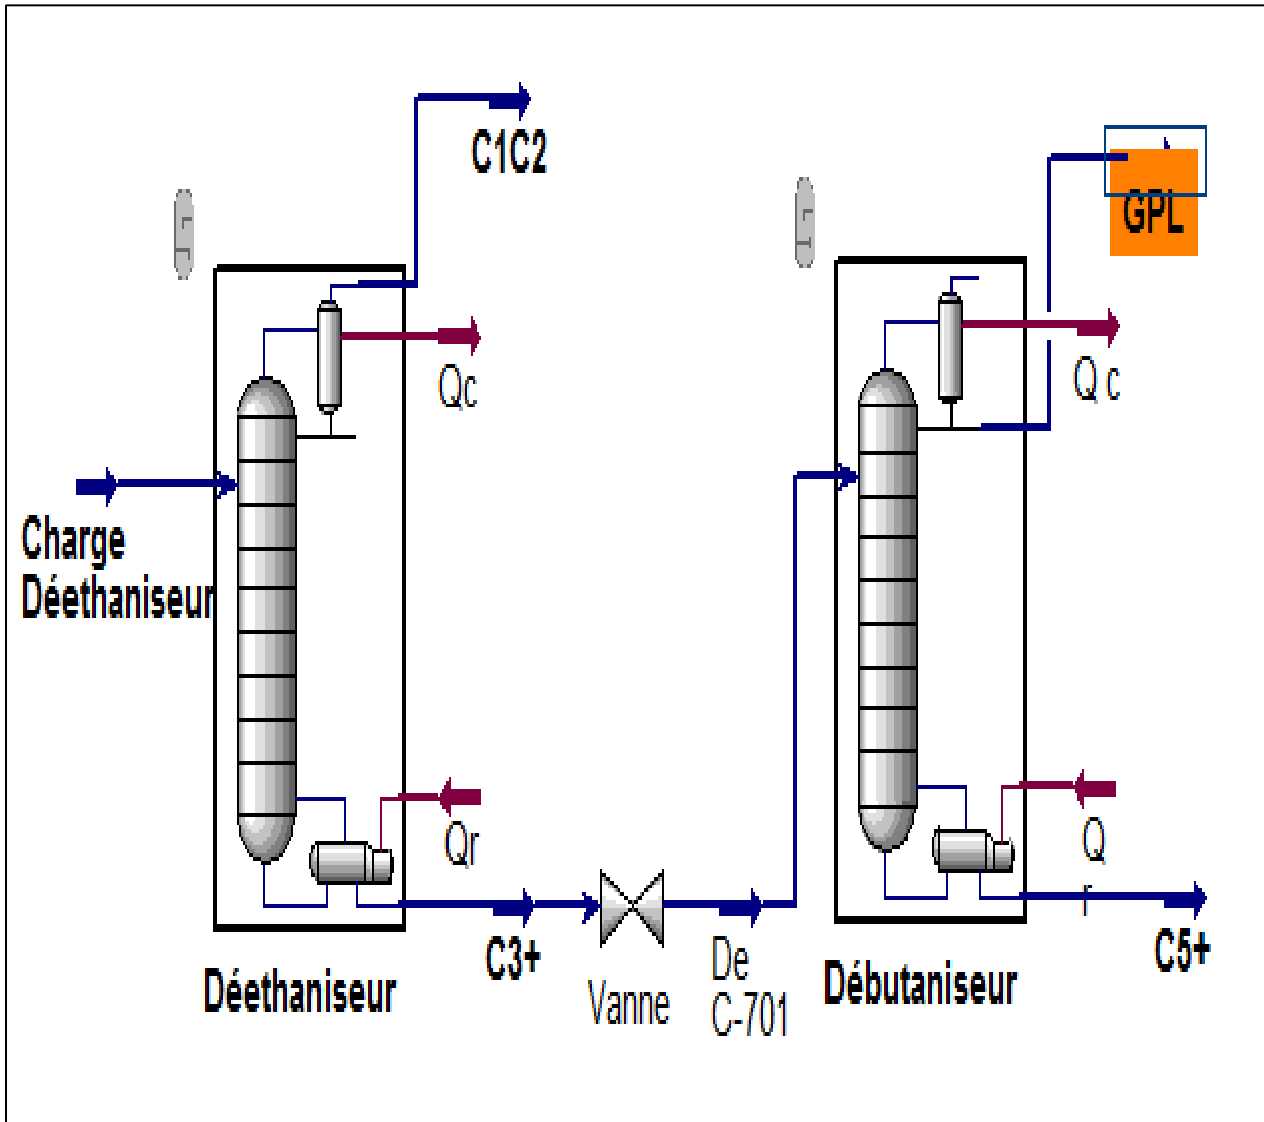 C1C2
GPL
Qc
Q c
Charge
Déethaniseur
Qr
Q
r
C3+
De
C-701
Vanne
C5+
Déethaniseur
Débutaniseur